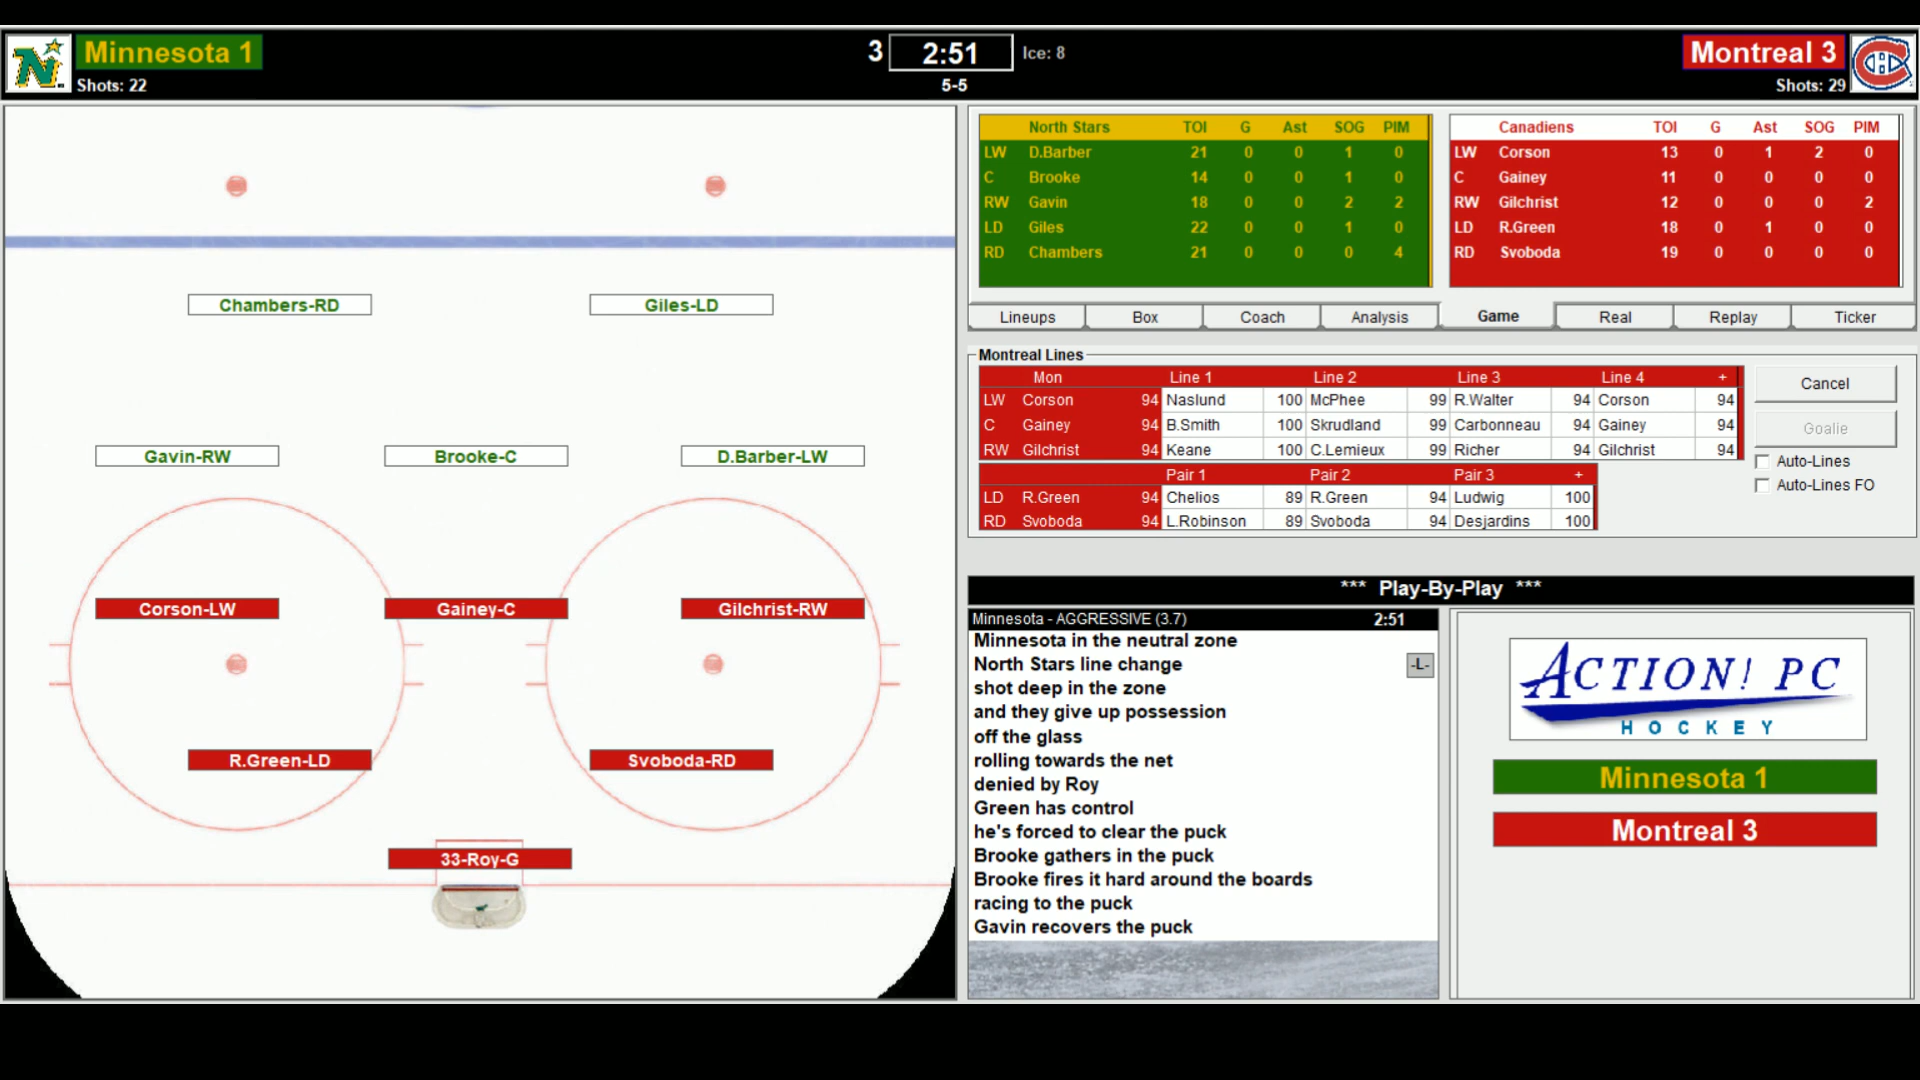 Minnesota 1
Shots: 22
3 2:51 Ice: 8
5-5
Montreal 3
Shots: 29
Chambers-RD Giles-LD
Gavin-RW Brooke-C D.Barber-LW
Corson-LW Gainey-C Gilchrist-RW
R.Green-LD Svoboda-RD
33-Roy-G
North Stars TOI G Ast SOG PIM
LW D.Barber 21 0 0 1 0
C Brooke 14 0 0 1 0
RW Gavin 18 0 0 2 2
LD Giles 22 0 0 1 0
RD Chambers 21 0 0 0 4
Canadiens TOI G Ast SOG PIM
LW Corson 13 0 1 2 0
C Gainey 11 0 0 0 0
RW Gilchrist 12 0 0 0 2
LD R.Green 18 0 1 0 0
RD Svoboda 19 0 0 0 0
Lineups Box Coach Analysis Game Real Replay Ticker
Montreal Lines
Mon Line 1 Line 2 Line 3 Line 4 +
LW Corson 94 Naslund 100 McPhee 99 R.Walter 94 Corson 94
C Gainey 94 B.Smith 100 Skrudland 99 Carbonneau 94 Gainey 94
RW Gilchrist 94 Keane 100 C.Lemieux 99 Richer 94 Gilchrist 94
Pair 1 Pair 2 Pair 3 +
LD R.Green 94 Chelios 89 R.Green 94 Ludwig 100
RD Svoboda 94 L.Robinson 89 Svoboda 94 Desjardins 100
Cancel
Goalie
Auto-Lines
Auto-Lines FO
*** Play-By-Play ***
Minnesota - AGGRESSIVE (3.7) 2:51
Minnesota in the neutral zone
North Stars line change
-L-
shot deep in the zone
and they give up possession
off the glass
rolling towards the net
denied by Roy
Green has control
he's forced to clear the puck
Brooke gathers in the puck
Brooke fires it hard around the boards
racing to the puck
Gavin recovers the puck
ACTION! PC
HOCKEY
Minnesota 1
Montreal 3